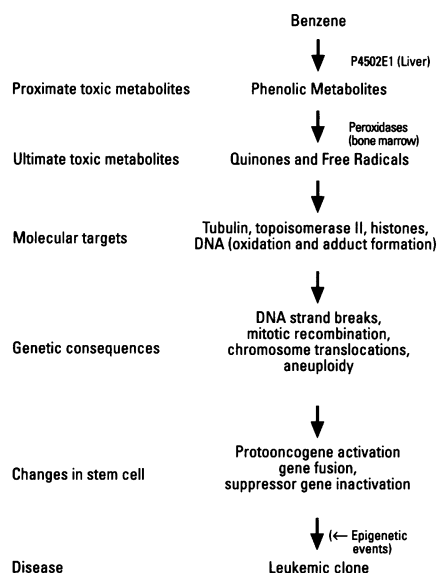 Benzene
P4502E1 (Liver)
Proximate toxic metabolites
Phenolic Metabolites
Peroxidases
(bone marrow)
Ultimate toxic metabolites
Quinones and Free Radicals
Molecular targets
Tubulin, topoisomerase II, histones,
DNA (oxidation and adduct formation)
Genetic consequences
DNA strand breaks,
mitotic recombination,
chromosome translocations,
aneuploidy
Changes in stem cell
Protooncogene activation
gene fusion,
suppressor gene inactivation
(← Epigenetic
events)
Disease
Leukemic clone